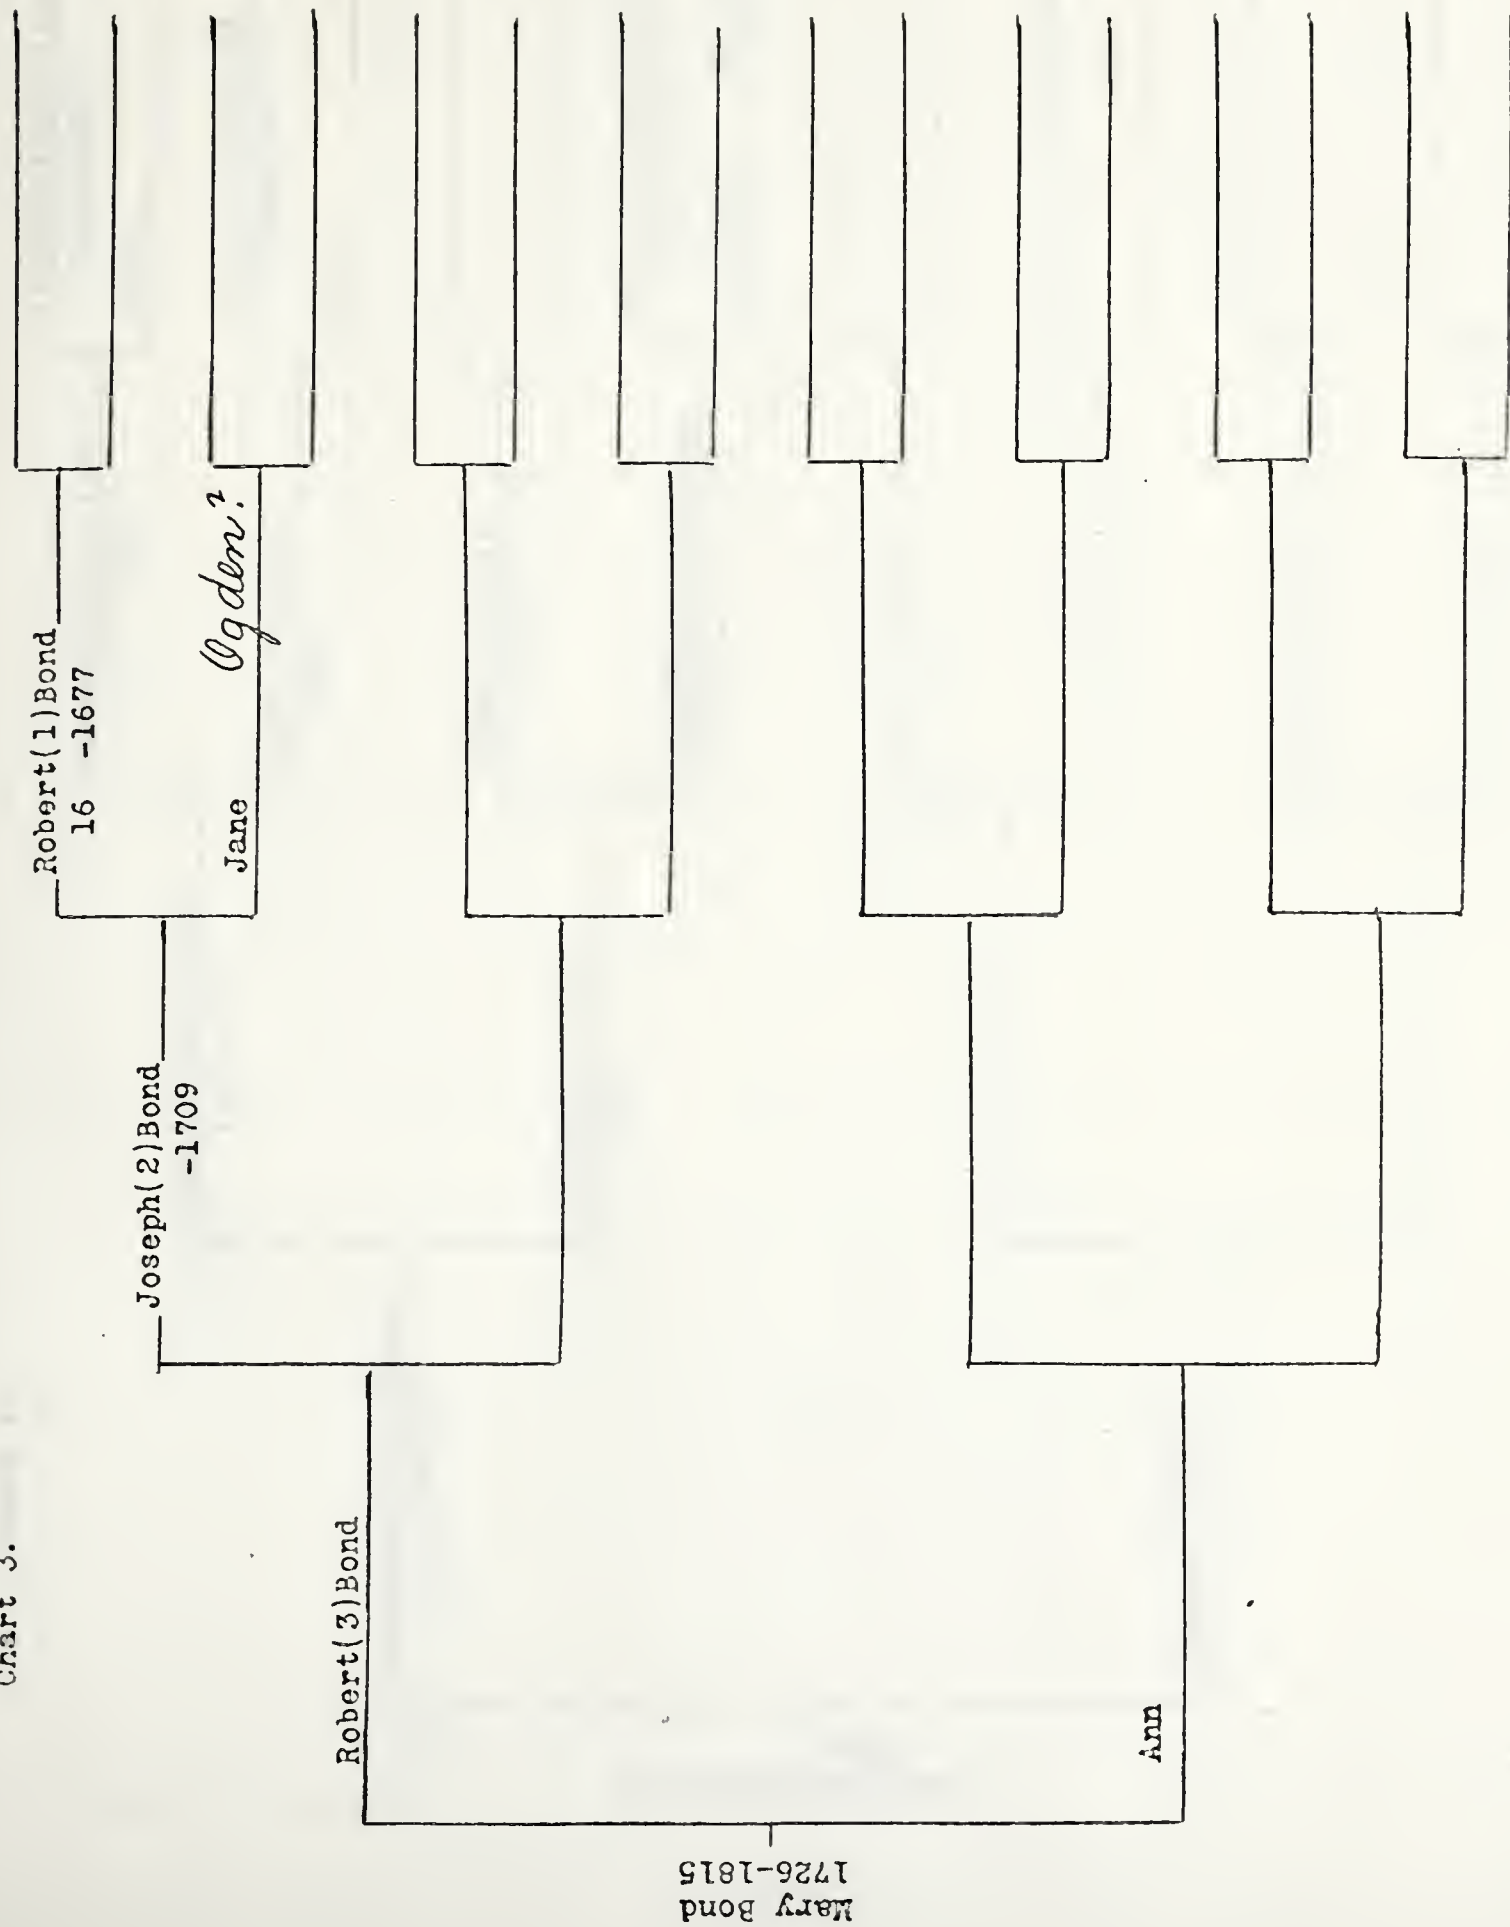 Chart 3.
Robert(1)Bond
16 -1677
Jane Ogden?
Joseph(2)Bond
-1709
Robert(3)Bond
Ann
Mary Bond
1726-1815